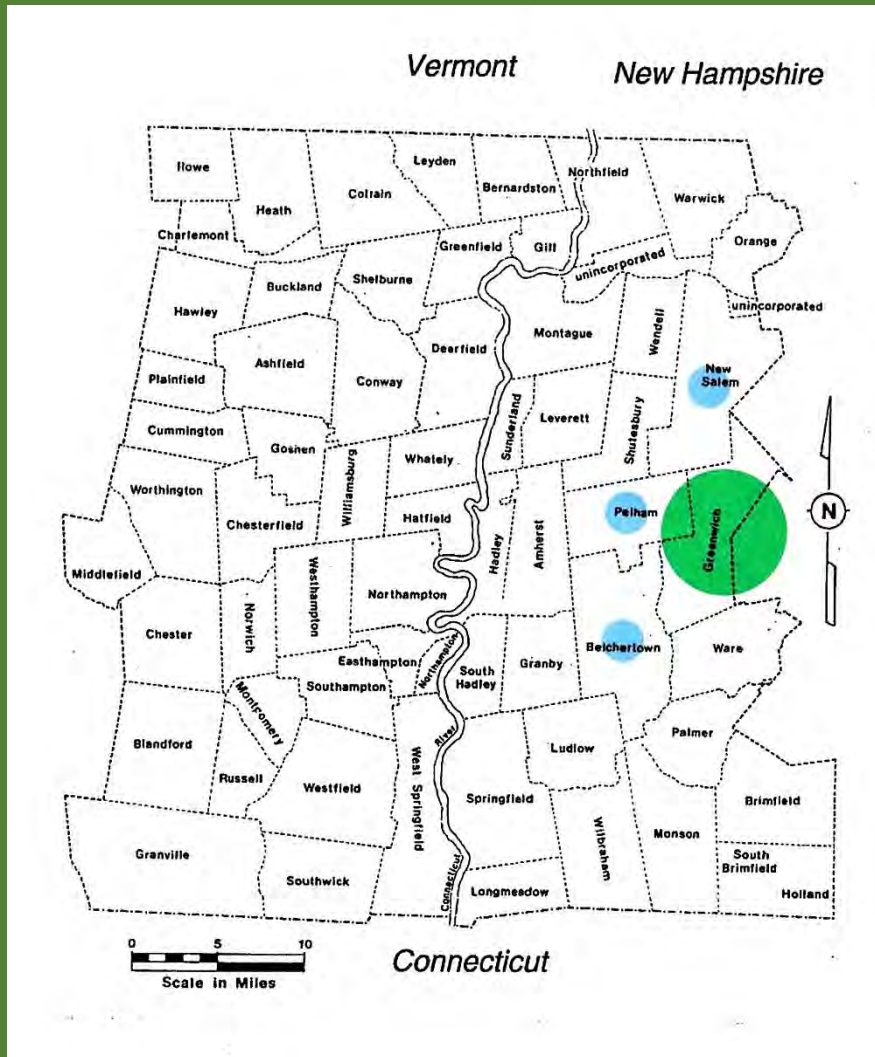 Vermont
New Hampshire
Rowe
Heath
Colrain
Leyden
Bernardston
Northfield
Warwick
Charlemont
Greenfield
Gill
Orange
Buckland
Shelburne
unincorporated
Hawley
unincorporated
Montague
Wendell
Deerfield
Ashfield
Conway
Plainfield
New
Salem
Sunderland
Leverett
Shutesbury
Cummington
Goshen
Williamsburg
Whately
Worthington
Chesterfield
Hatfield
Pelham
Greenwich
N
Hadley
Amherst
Middlefield
Westhampton
Northampton
Chester
Norwich
Easthampton
Northampton
Belchertown
Ware
South
Hadley
Granby
Southampton
Montgomery
Blandford
River
Ludlow
Palmer
Russell
Westfield
West Springfield
Springfield
Brimfield
Wilbraham
Monson
Granville
South
Brimfield
Southwick
Connecticut
Longmeadow
Holland
0 5 10
Scale in Miles
Connecticut